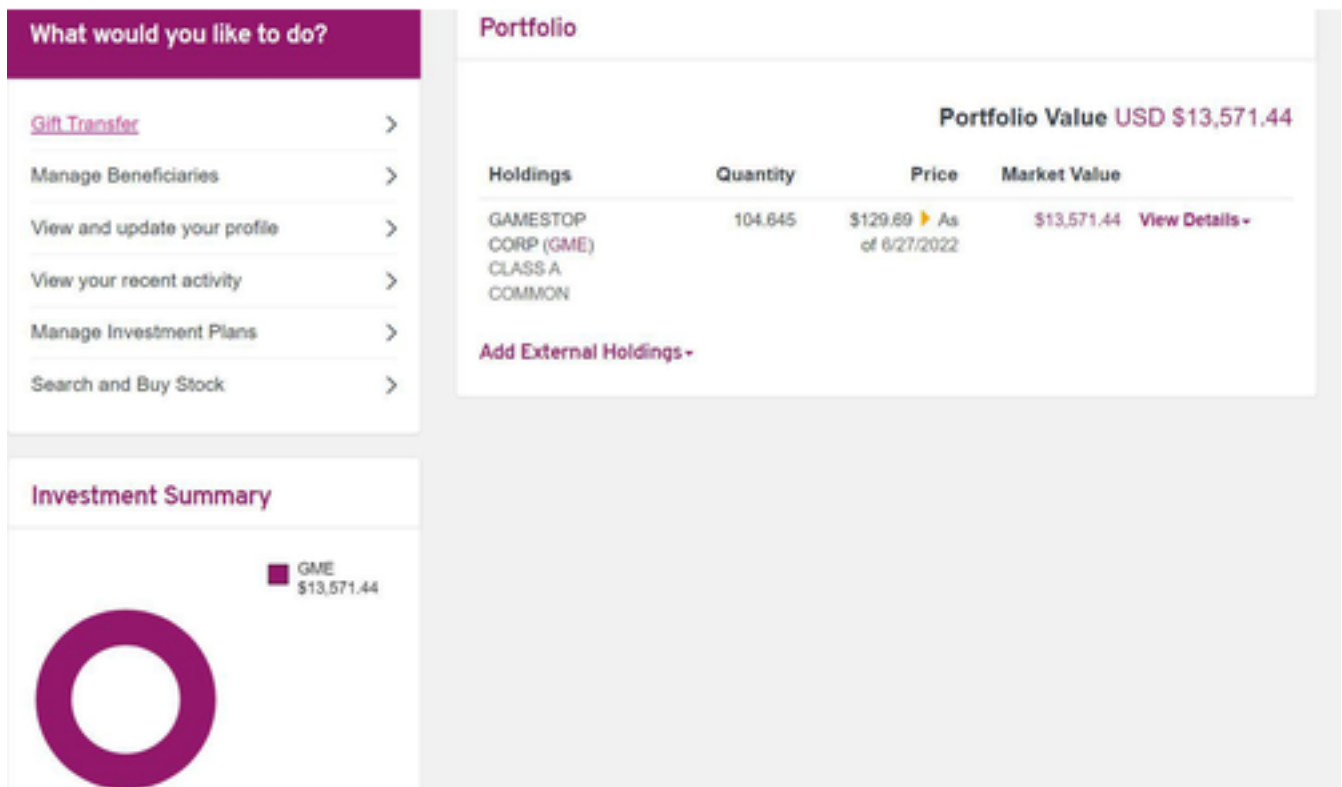 What would you like to do?
Gift Transfer
Manage Beneficiaries
View and update your profile
View your recent activity
Manage Investment Plans
Search and Buy Stock
Investment Summary
GME
$13,571.44
Portfolio
Portfolio Value USD $13,571.44
Holdings Quantity Price Market Value
GAMESTOP 104.645 $129.69 As $13,571.44 View Details
CORP (GME) of 6/27/2022
CLASS A
COMMON
Add External Holdings